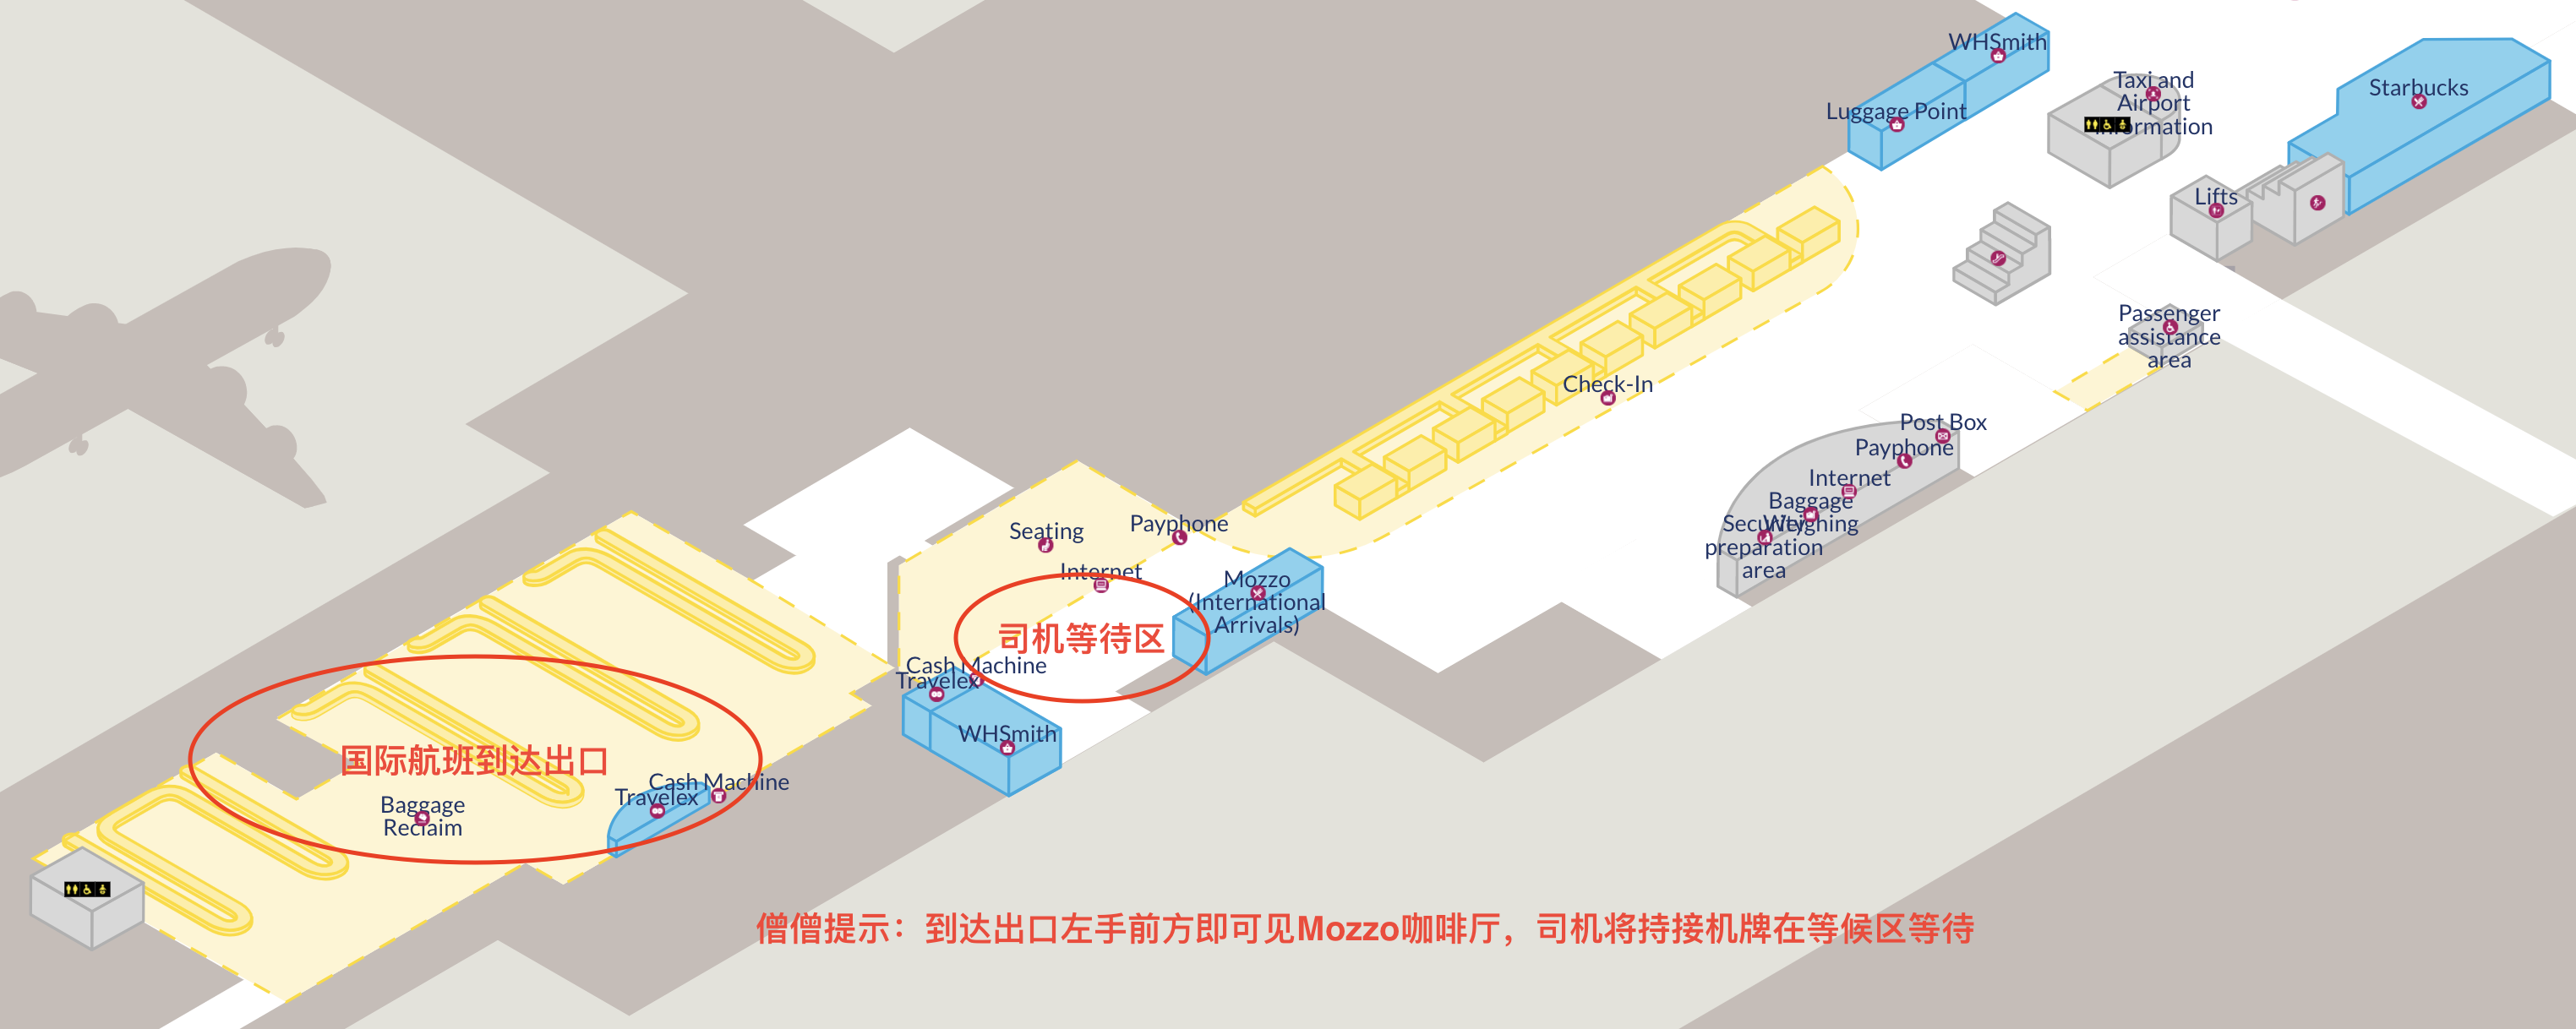 WHSmith
Luggage Point
Taxi and
Airport
Information
Starbucks
Lifts
Passenger
assistance
area
Check-In
Post Box
Payphone
Internet
Baggage
Weighing
Security
preparation
area
Seating
Payphone
Internet
Mozzo
(International
Arrivals)
司机等待区
Cash Machine
Travelex
WHSmith
国际航班到达出口
Cash Machine
Travelex
Baggage
Reclaim
僧僧提示：到达出口左手前方即可见Mozzo咖啡厅，司机将持接机牌在等候区等待